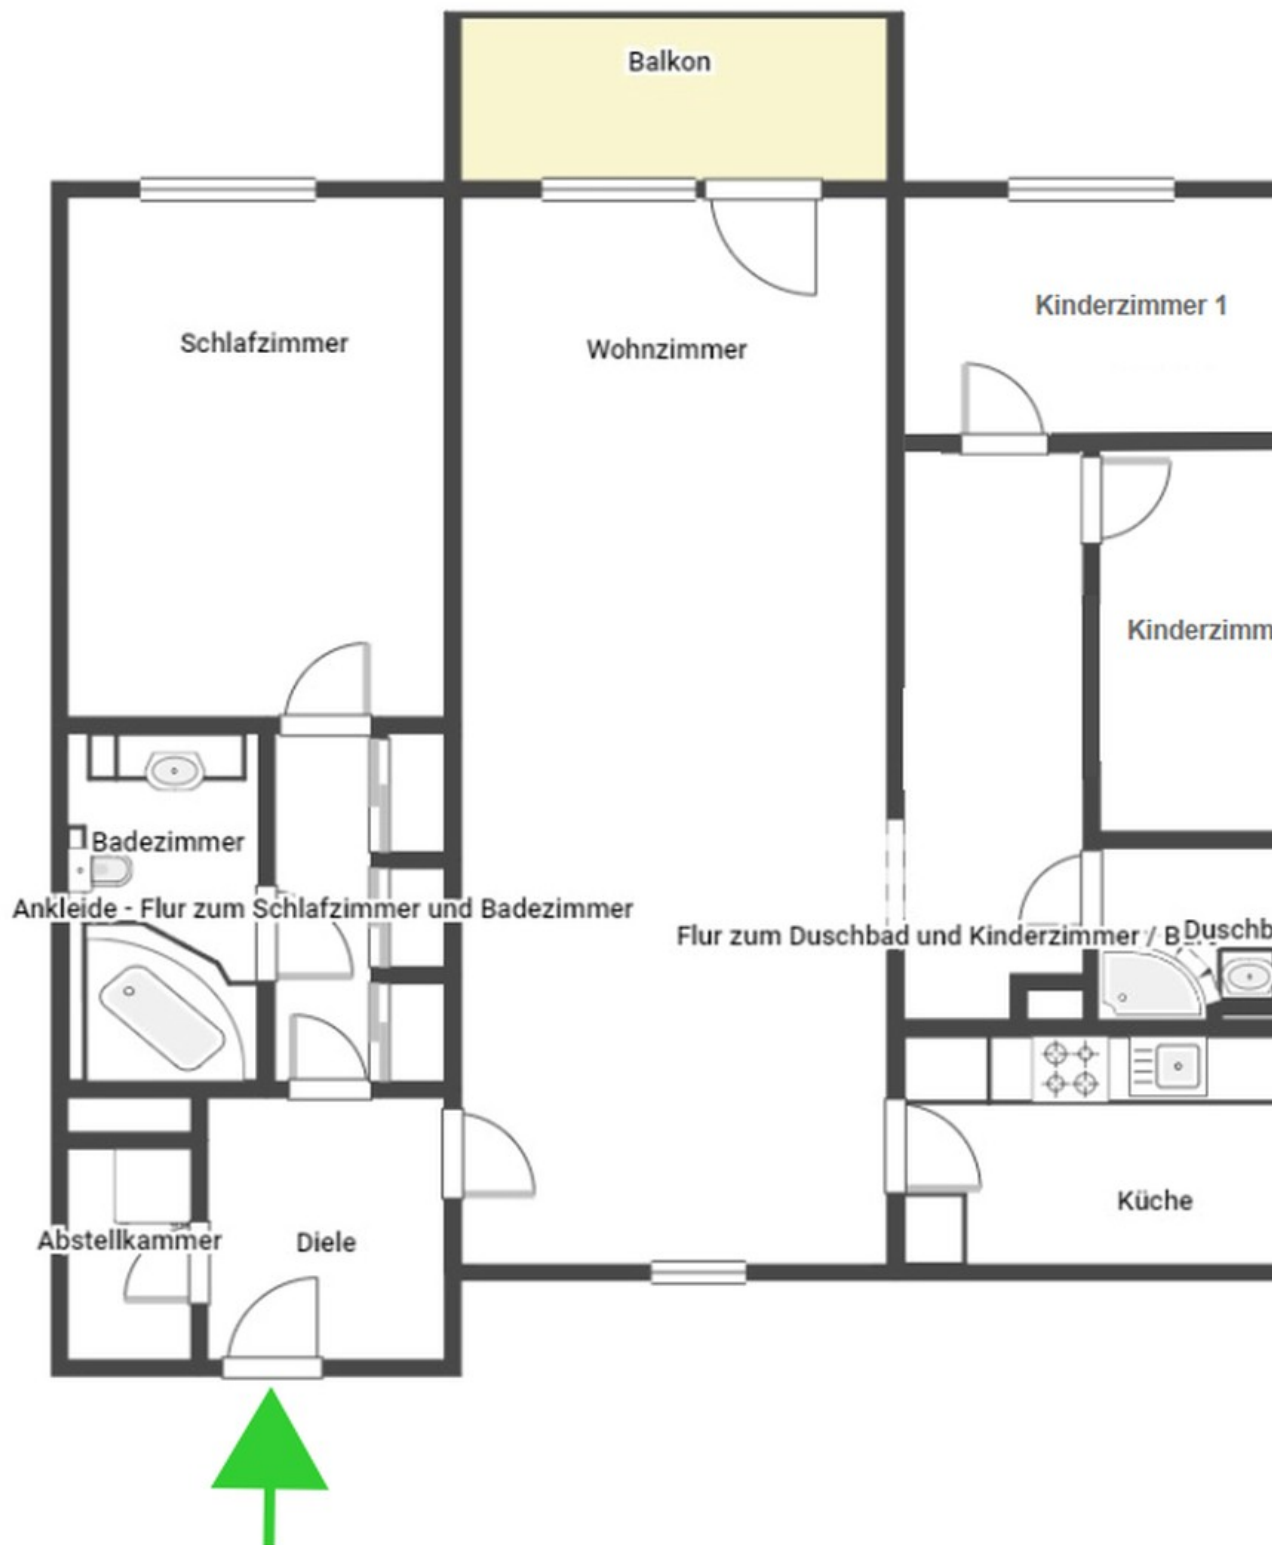 Balkon
Kinderzimmer 1
Schlafzimmer
Wohnzimmer
Kinderzimm
Badezimmer
Ankleide - Flur zum Schlafzimmer und Badezimmer
Flur zum Duschbad und Kinderzimmer /
Duschb
Küche
Abstellkammer
Diele